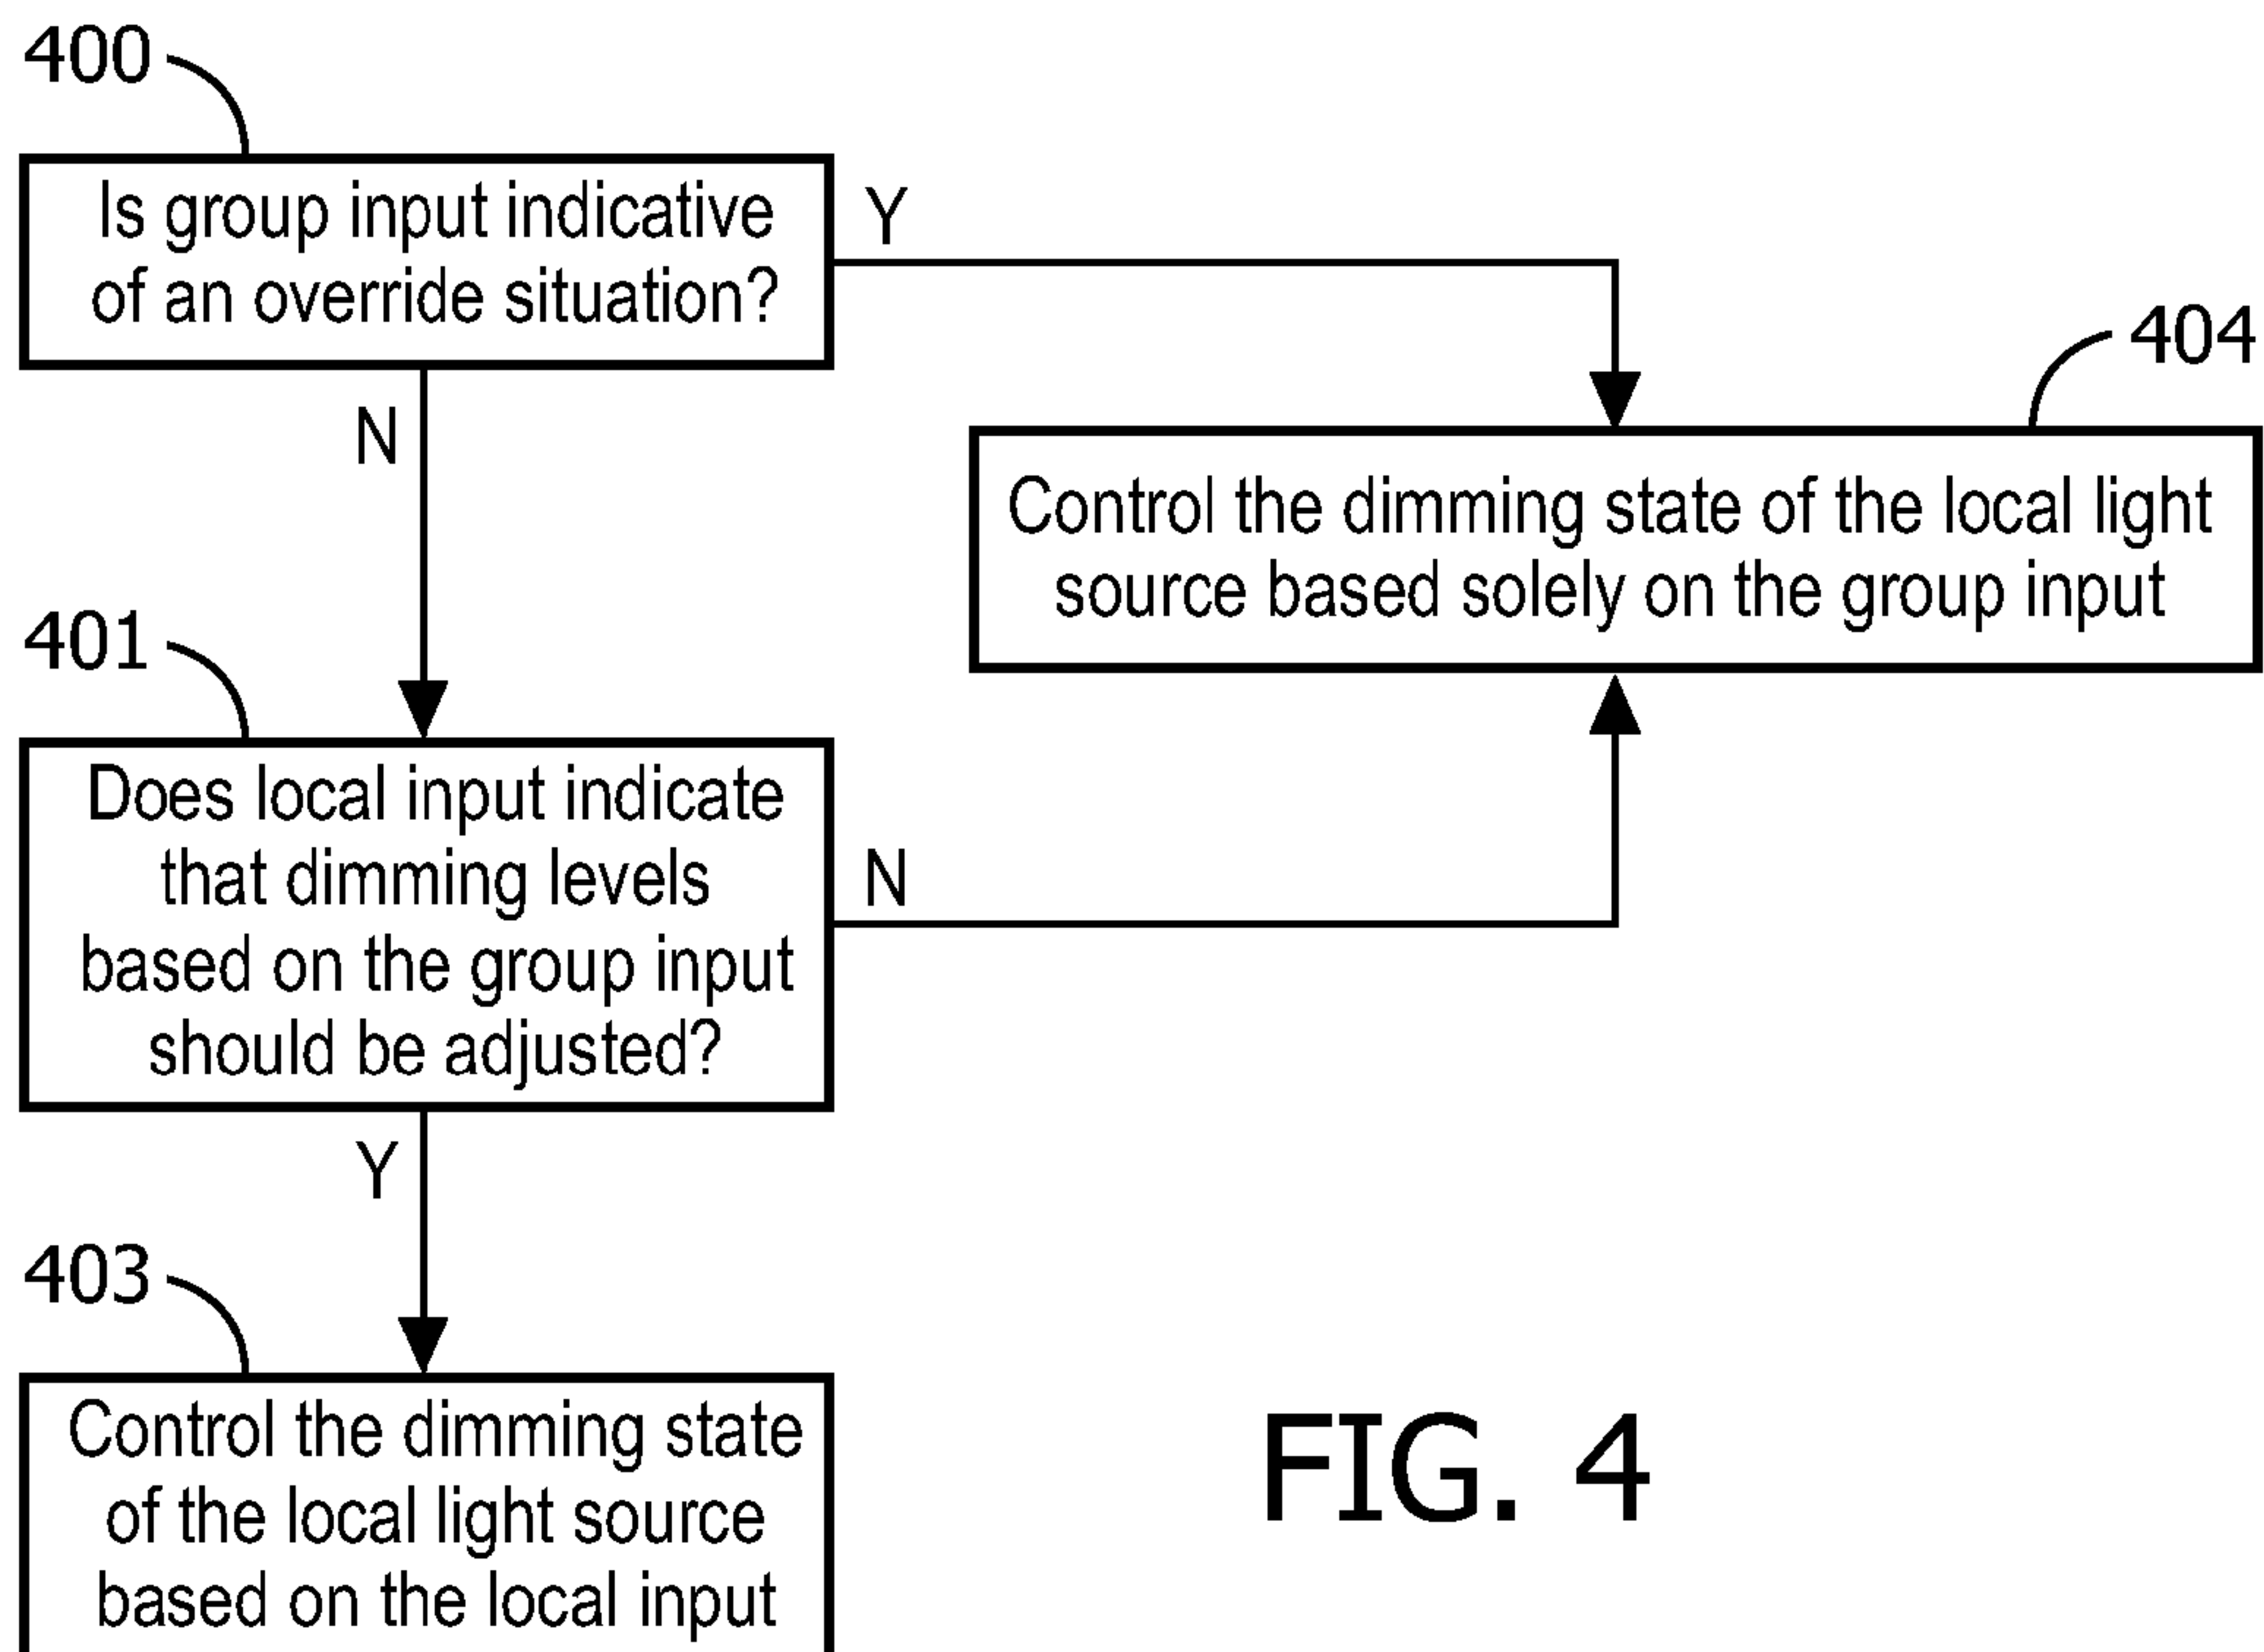 400
Is group input indicative
of an override situation?
Y
N
404
Control the dimming state of the local light
source based solely on the group input
401
Does local input indicate
that dimming levels
based on the group input
should be adjusted?
N
Y
403
Control the dimming state
of the local light source
based on the local input
FIG. 4